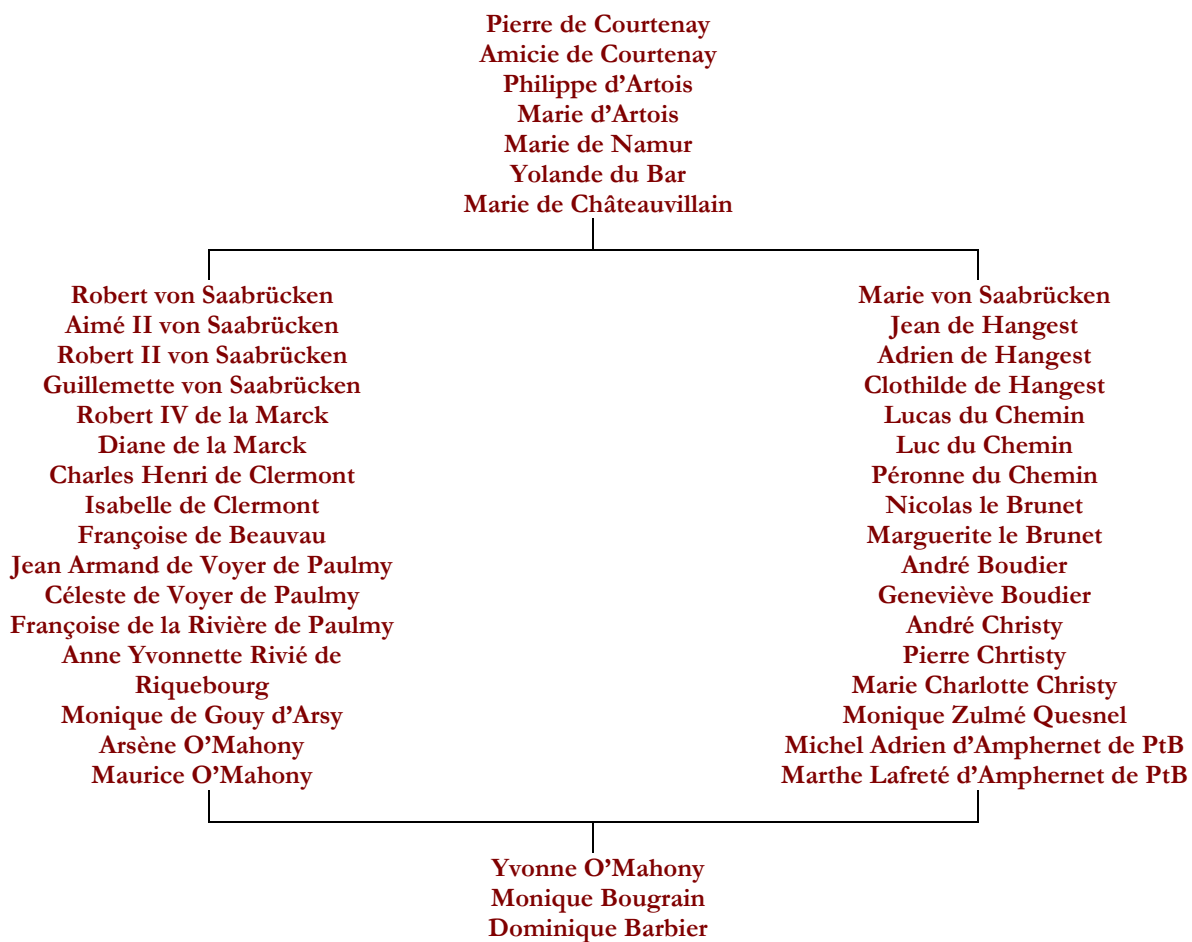 Pierre de Courtenay
Amicie de Courtenay
Philippe d’Artois
Marie d’Artois
Marie de Namur
Yolande du Bar
Marie de Châteauvillain
Robert von Saabrücken
Aimé II von Saabrücken
Robert II von Saabrücken
Guillemette von Saabrücken
Robert IV de la Marck
Diane de la Marck
Charles Henri de Clermont
Isabelle de Clermont
Françoise de Beauvau
Jean Armand de Voyer de Paulmy
Céleste de Voyer de Paulmy
Françoise de la Rivière de Paulmy
Anne Yvonnette Rivié de
Riquebourg
Monique de Gouy d’Arsy
Arsène O’Mahony
Maurice O’Mahony
Marie von Saabrücken
Jean de Hangest
Adrien de Hangest
Clothilde de Hangest
Lucas du Chemin
Luc du Chemin
Péronne du Chemin
Nicolas le Brunet
Marguerite le Brunet
André Boudier
Geneviève Boudier
André Christy
Pierre Chrtisty
Marie Charlotte Christy
Monique Zulmé Quesnel
Michel Adrien d’Amphernet de PtB
Marthe Lafreté d’Amphernet de PtB
Yvonne O’Mahony
Monique Bougrain
Dominique Barbier